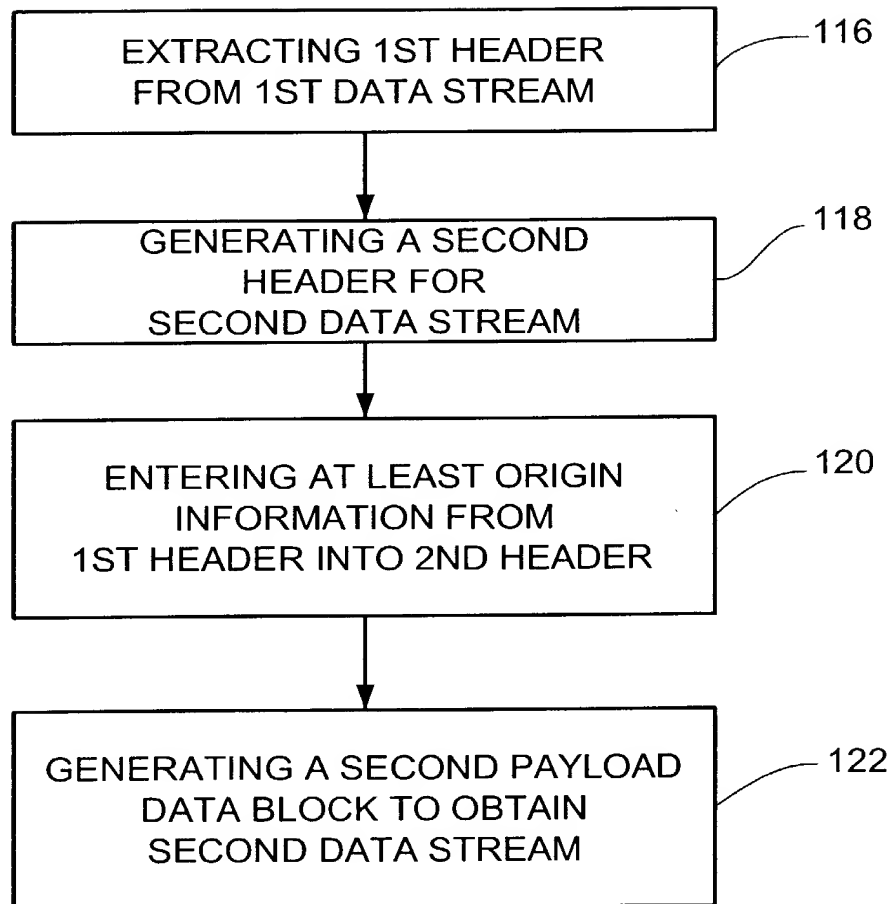 EXTRACTING 1ST HEADER
FROM 1ST DATA STREAM
116
GENERATING A SECOND
HEADER FOR
SECOND DATA STREAM
118
ENTERING AT LEAST ORIGIN
INFORMATION FROM
1ST HEADER INTO 2ND HEADER
120
GENERATING A SECOND PAYLOAD
DATA BLOCK TO OBTAIN
SECOND DATA STREAM
122